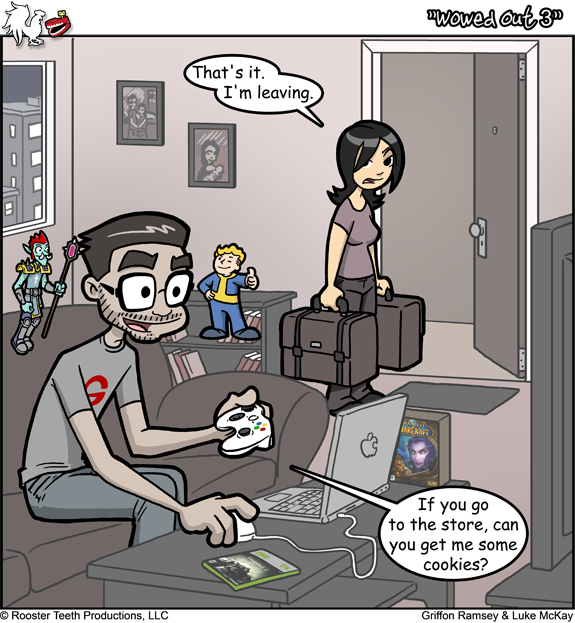 "Wowed Out 3"
That's it.
I'm leaving.
WARCRAFT
If you go
to the store, can
you get me some
cookies?
© Rooster Teeth Productions, LLC
Griffon Ramsey & Luke McKay